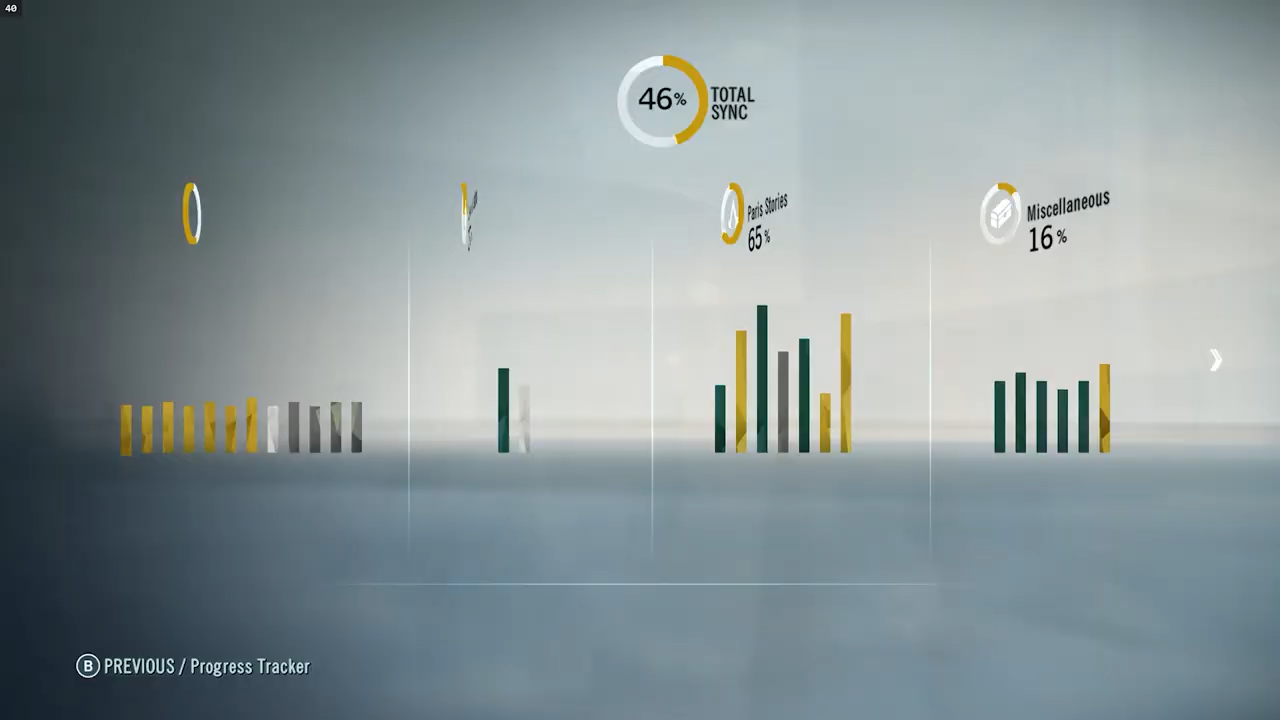 40
46%
TOTAL
SYNC
Paris Stories
65%
Miscellaneous
16%
B PREVIOUS / Progress Tracker